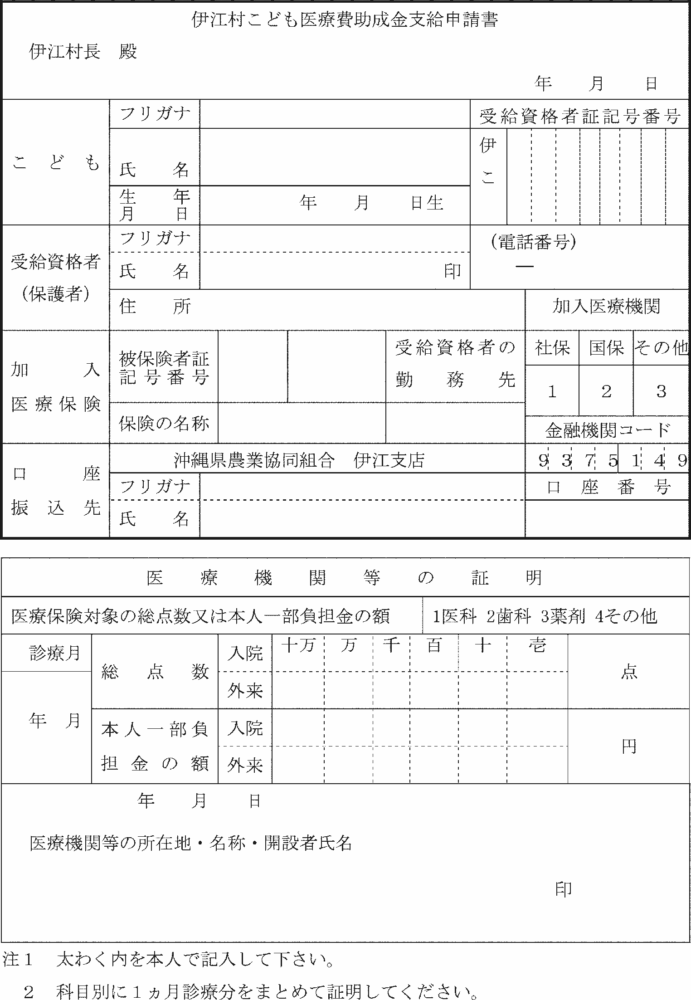 伊江村こども医療費助成金支給申請書
伊江村長　殿
年　　月　　日
こ　ど　も
フリガナ
受給資格者証記号番号
氏　　名
伊
こ
生　　年
月　　日
年　　月　　日生
受給資格者
(保護者)
フリガナ
(電話番号)
氏　　名
印
―
住　　所
加入医療機関
加　　　入
医 療 保 険
被保険者証
記 号 番 号
受給資格者の
勤　務　先
社保
国保
その他
1
2
3
保険の名称
金融機関コード
口　　　座
振　込　先
沖縄県農業協同組合　伊江支店
9 3 7 5 1 4 9
フリガナ
口　座　番　号
氏　　名
医　療　機　関　等　の　証　明
医療保険対象の総点数又は本人一部負担金の額
1医科 2歯科 3薬剤 4その他
診療月
総　点　数
入院
十万 万 千 百 十 壱
点
外来
年　月
本人一部負
担 金 の 額
入院
円
外来
年　　月　　日
医療機関等の所在地・名称・開設者氏名
印
注1　太わく内を本人で記入して下さい。
2　科目別に1ヵ月診療分をまとめて証明してください。